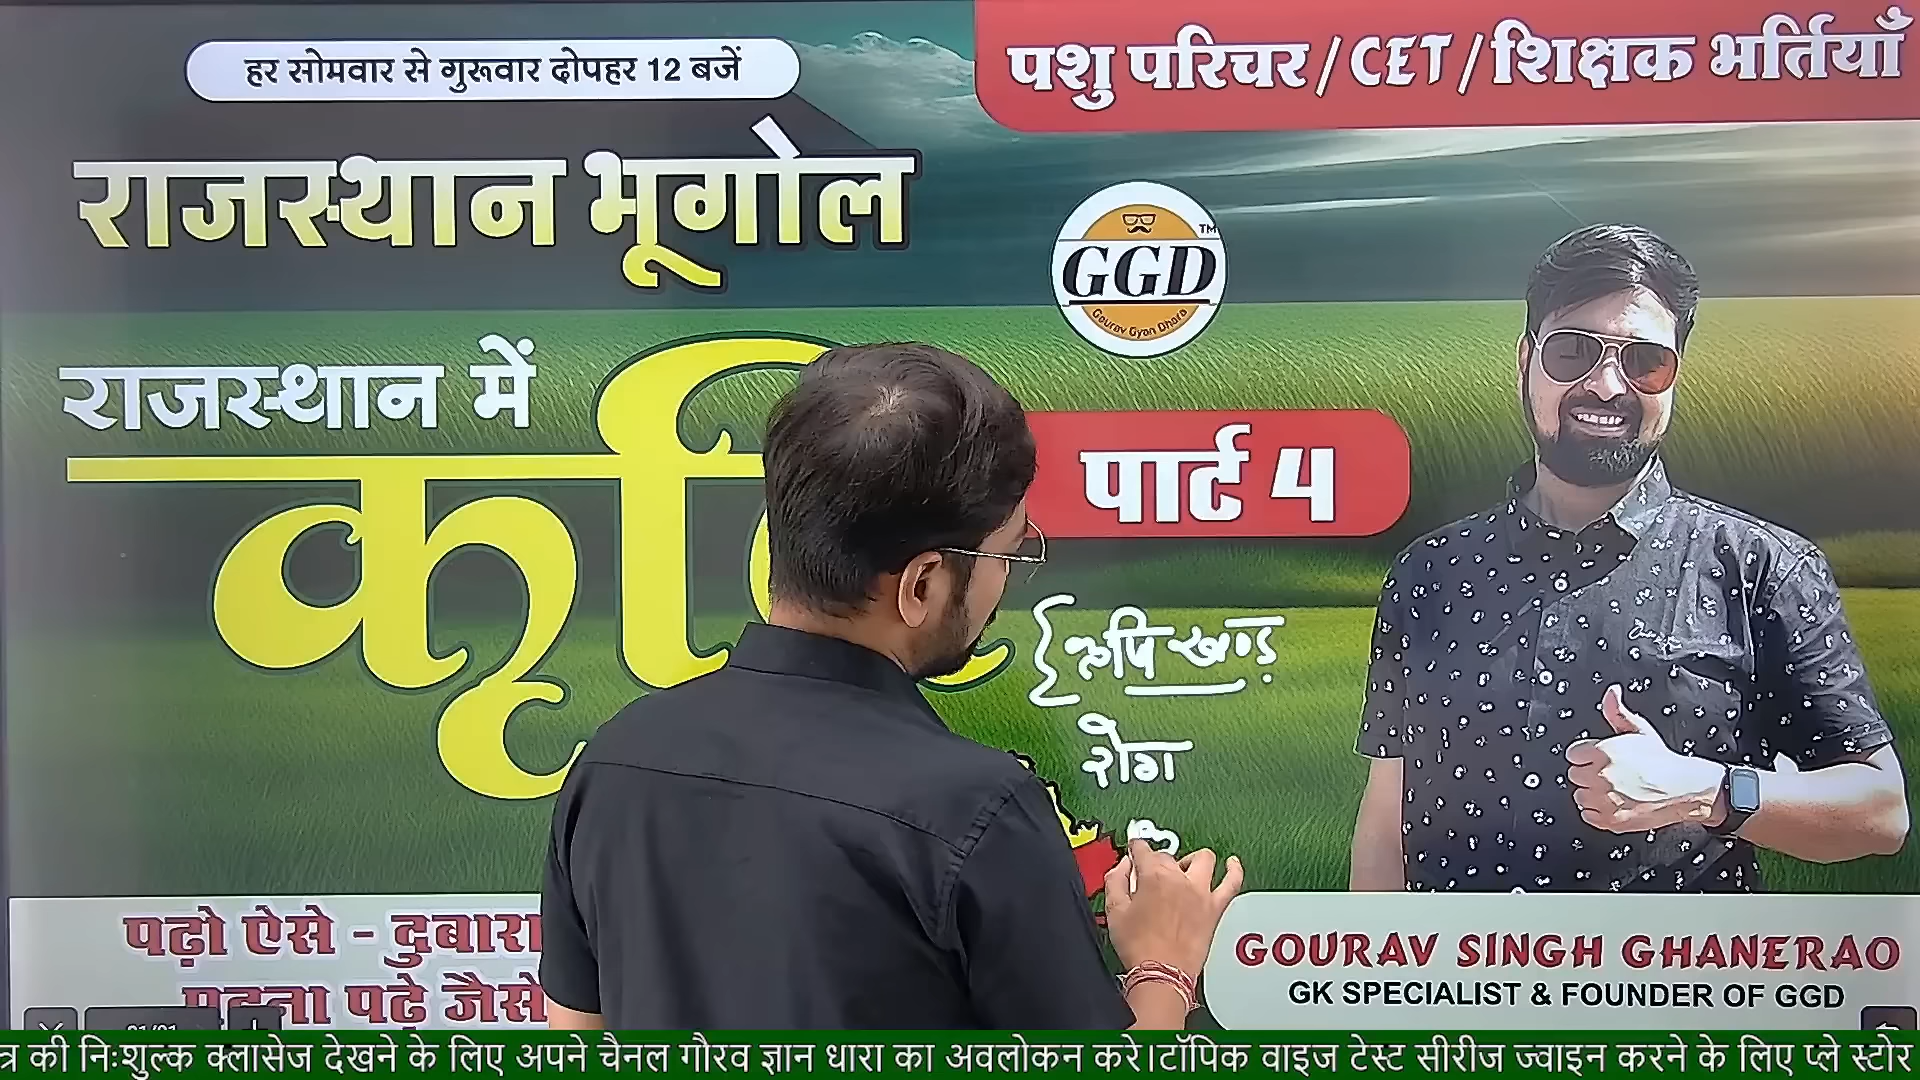 हर सोमवार से गुरूवार दोपहर 12 बजें
पशु परिचर / CET / शिक्षक भर्तियाँ
राजस्थान भूगोल
GGD
TM
Gourav Gyan Dhara
राजस्थान में
पार्ट 4
कृषि खण्ड
रोग
पढ़ो ऐसे - दुबारा
पढ़े जैसे
GOURAV SINGH GHANERAO
GK SPECIALIST & FOUNDER OF GGD
की निःशुल्क क्लासेज देखने के लिए अपने चैनल गौरव ज्ञान धारा का अवलोकन करे।टॉपिक वाइज टेस्ट सीरीज ज्वाइन करने के लिए प्ले स्टोर